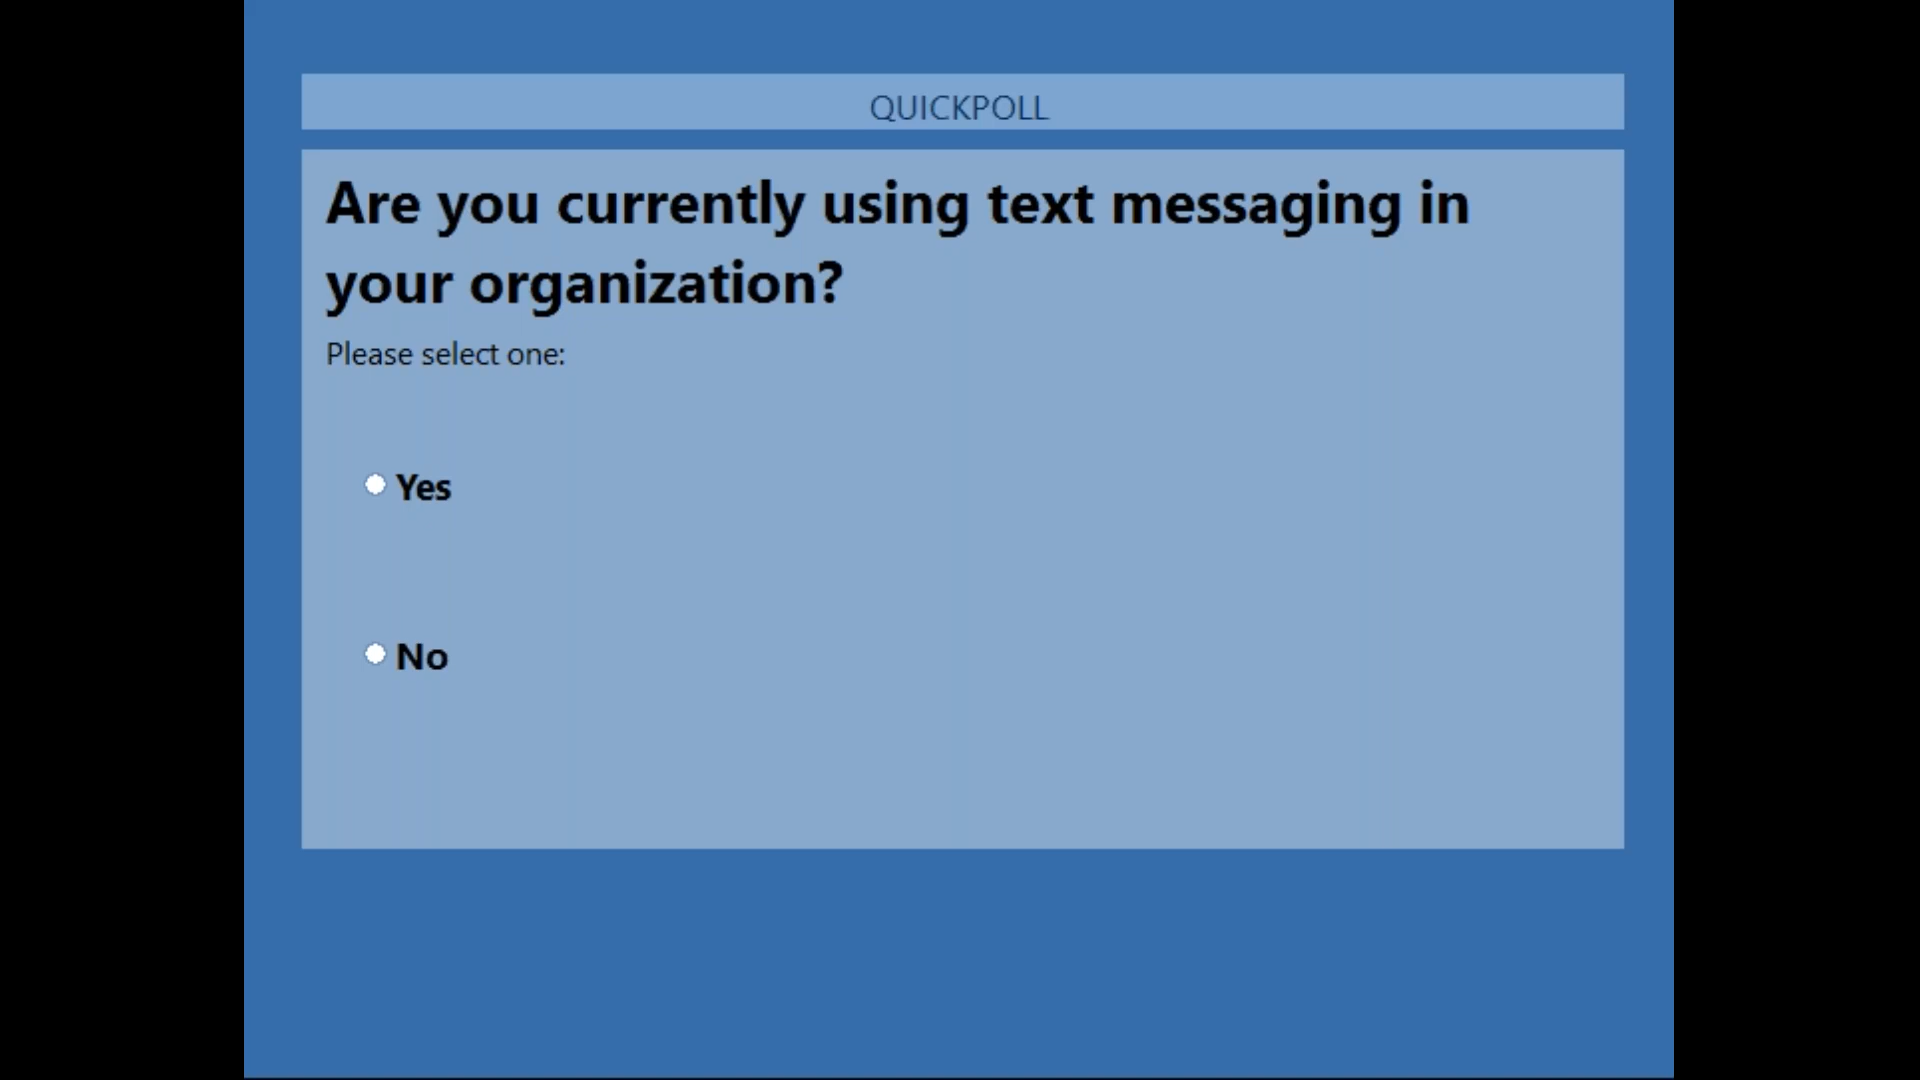 QUICKPOLL
Are you currently using text messaging in
your organization?
Please select one:
Yes
No